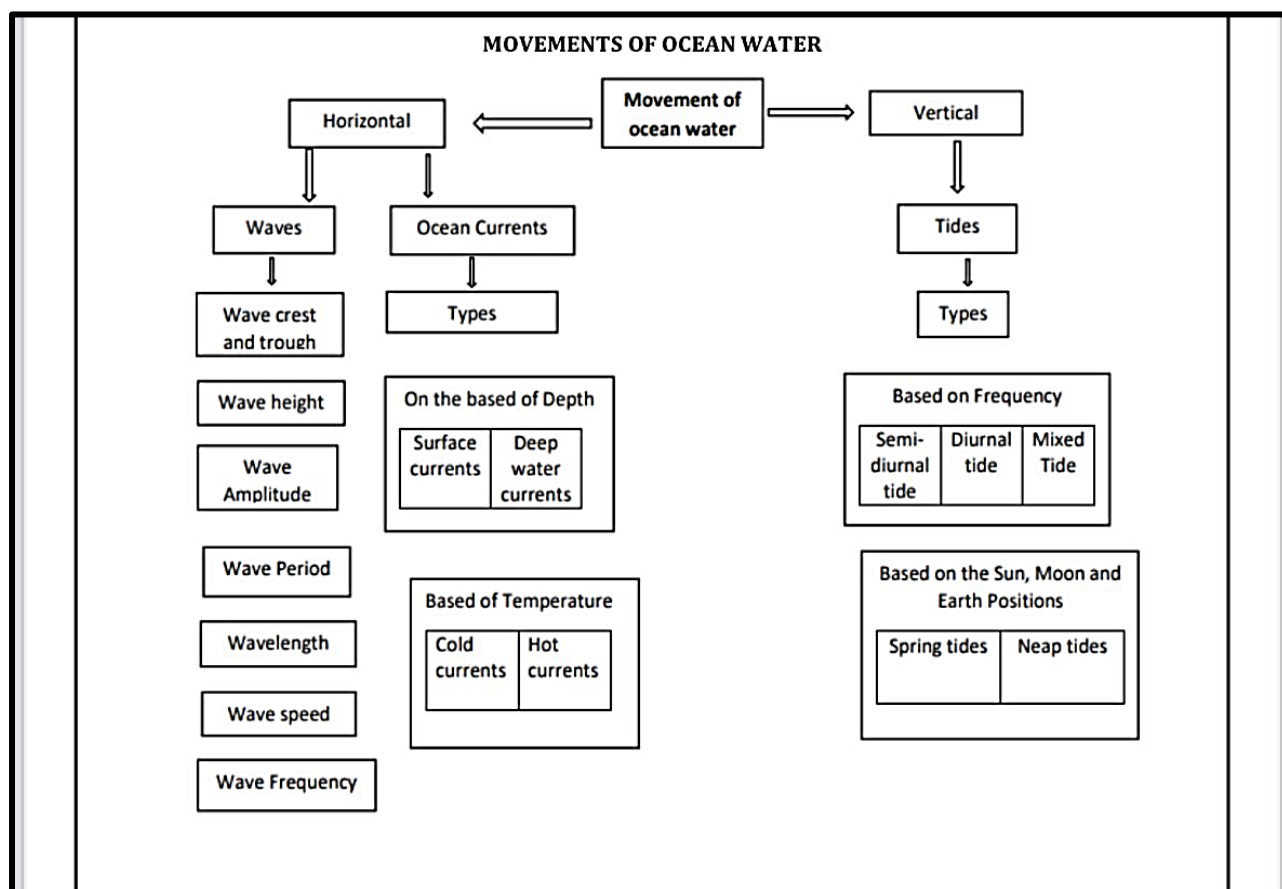 MOVEMENTS OF OCEAN WATER
Movement of
ocean water
Horizontal
Vertical
Waves
Ocean Currents
Tides
Wave crest
and trough
Types
Types
Wave height
Wave
Amplitude
Wave Period
Wavelength
Wave speed
Wave Frequency
On the based of Depth
Surface
currents
Deep
water
currents
Based of Temperature
Cold
currents
Hot
currents
Based on Frequency
Semi-
diurnal
tide
Diurnal
tide
Mixed
Tide
Based on the Sun, Moon and
Earth Positions
Spring tides
Neap tides